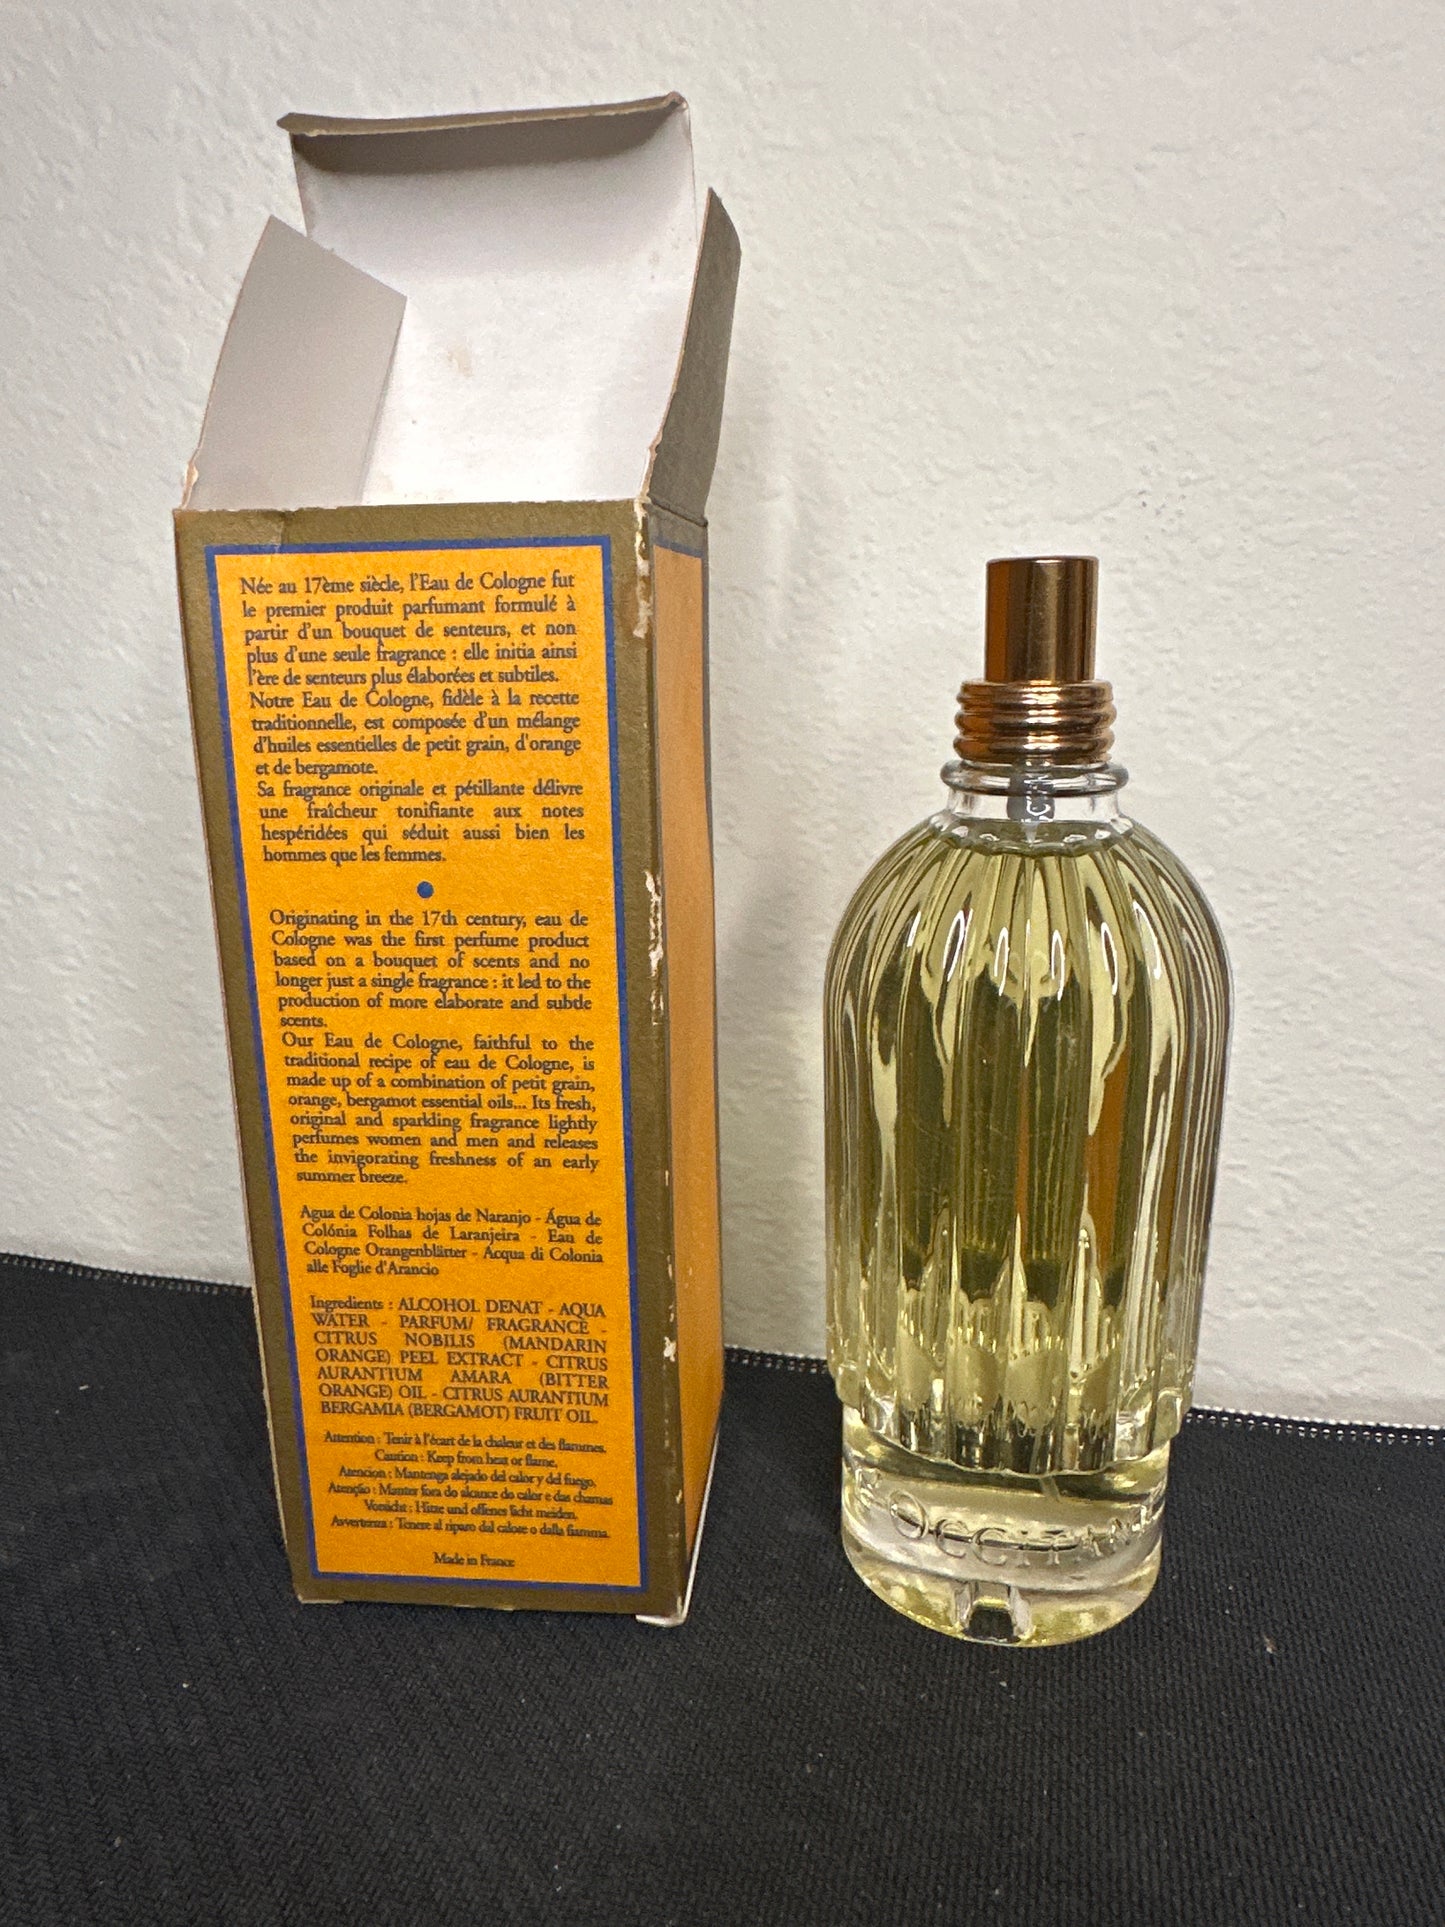 Née au 17ème siècle, l'Eau de Cologne fut
le premier produit parfumant formulé à
partir d'un bouquet de senteurs, et non
plus d'une seule fragrance : elle initia ainsi
l'ère de senteurs plus élaborées et subtiles.
Notre Eau de Cologne, fidèle à la recette
traditionnelle, est composée d'un mélange
d'huiles essentielles de petit grain, d'orange
et de bergamote.
Sa fragrance originale et pétillante délivre
une fraîcheur tonifiante aux notes
hespéridées qui séduit aussi bien les
hommes que les femmes.
Originating in the 17th century, eau de
Cologne was the first perfume product
based on a bouquet of scents and no
longer just a single fragrance : it led to the
production of more elaborate and subtle
scents.
Our Eau de Cologne, faithful to the
traditional recipe of eau de Cologne, is
made up of a combination of petit grain,
orange, bergamot essential oils... Its fresh,
original and sparkling fragrance lightly
perfumes women and men and releases
the invigorating freshness of an early
summer breeze.
Agua de Colonia hojas de Naranjo - Água de
Colónia Folhas de Laranjeira - Eau de
Cologne Orangenblätter - Acqua di Colonia
alle Foglie d'Arancio
Ingredients : ALCOHOL DENAT - AQUA
WATER - PARFUM/ FRAGRANCE -
CITRUS NOBILIS (MANDARIN
ORANGE) PEEL EXTRACT - CITRUS
AURANTIUM AMARA (BITTER
ORANGE) OIL - CITRUS AURANTIUM
BERGAMIA (BERGAMOT) FRUIT OIL.
Attention : Tenir à l'écart de la chaleur et des flammes.
Caution : Keep from heat or flame.
Atencion : Mantenga alejado del calor y del fuego.
Atenção : Manter fora do alcance do calor e das chamas
Vorsicht : Hitze und offenes licht meiden.
Avvertenza : Tenere al riparo dal calore o dalla fiamma.
Made in France
L'OCCITANE